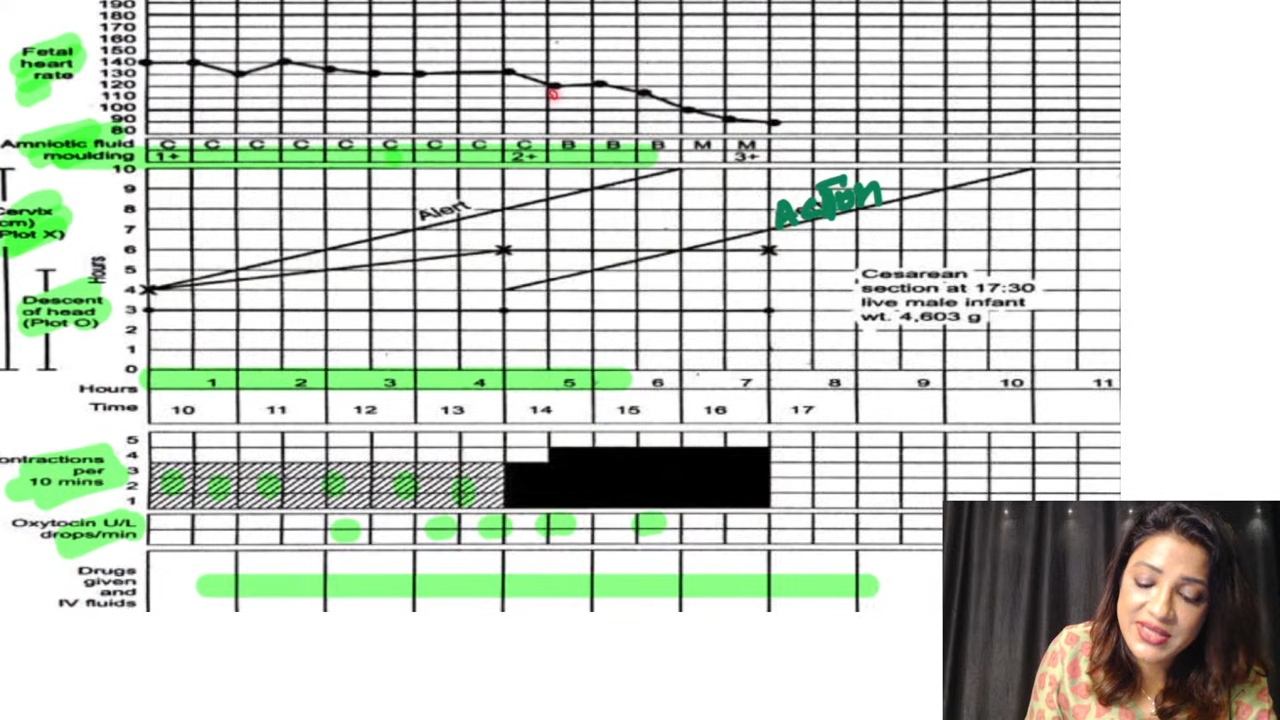 190
180
170
160
150
140
130
120
110
100
90
80
Fetal
heart
rate
Amniotic fluid C C C C C C C C C B B B M M
moulding 1+ 2+ 3+
10
9
8
7
6
5
4
3
2
1
0
Cervix
(cm)
Plot X)
Hours
Descent
of head
(Plot O)
Alert
Action
Cesarean
section at 17:30
live male infant
wt. 4,603 g
Hours 1 2 3 4 5 6 7 8 9 10 11
Time 10 11 12 13 14 15 16 17
5
4
3
2
1
ontractions
per
10 mins
Oxytocin U/L
drops/min
Drugs
given
and
IV fluids